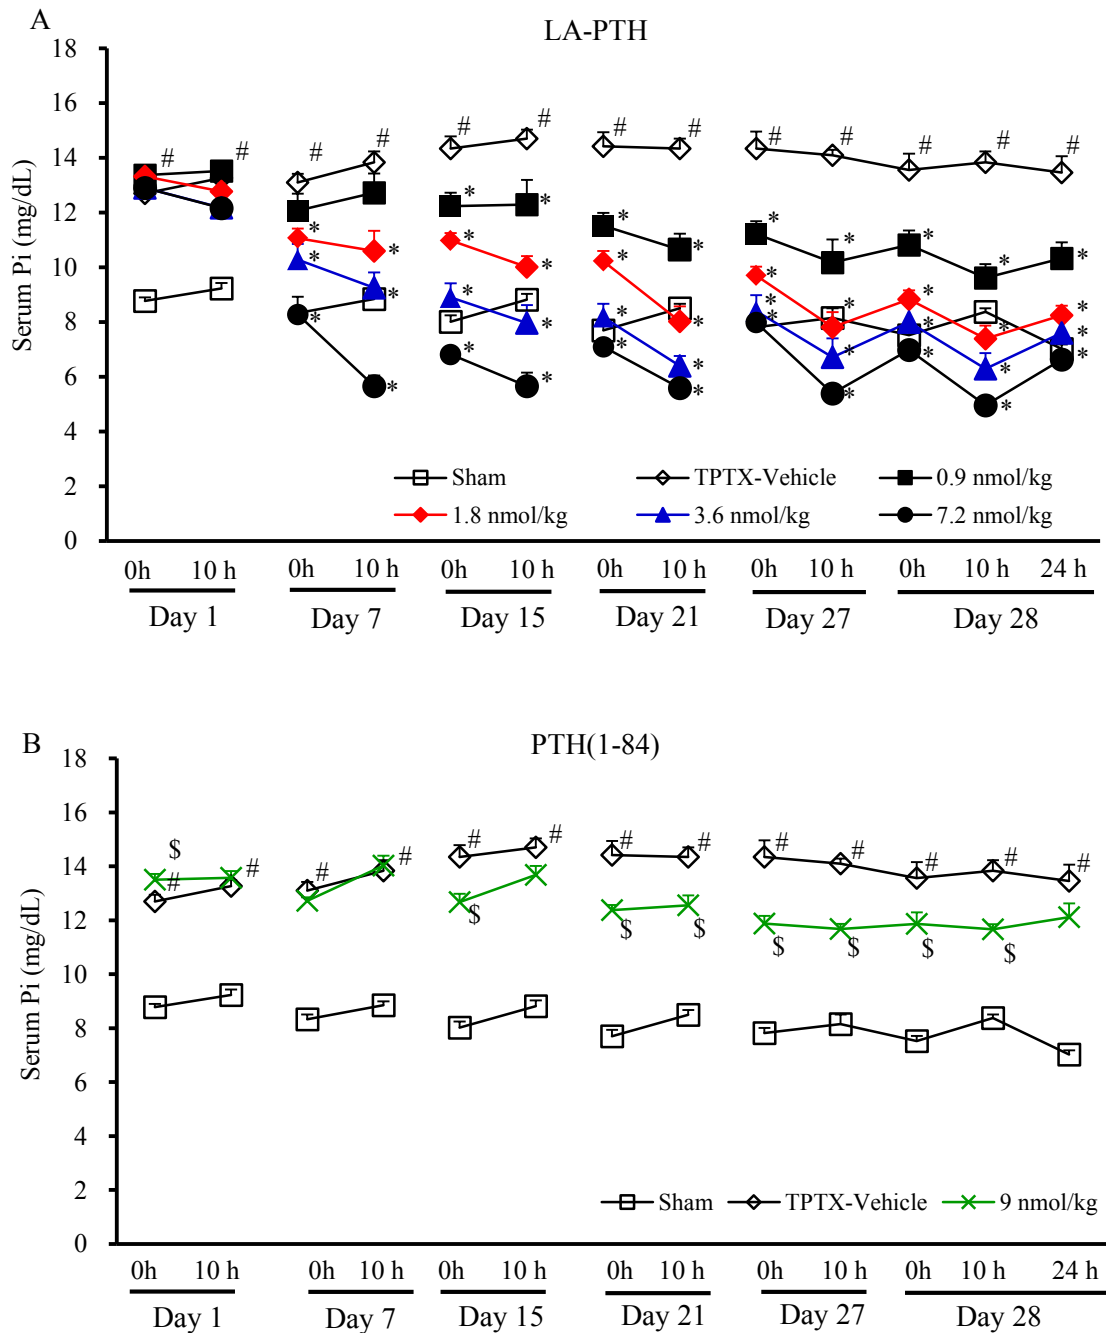 A
LA-PTH
Serum Pi (mg/dL)
18
16
14
12
10
8
6
4
2
0
# # # # # # # # # # # # #
* * * * * * * * * * * * * * * * * * * * * * * * * * * * * * * * * * * * * * * * *
Sham TPTX-Vehicle 0.9 nmol/kg
1.8 nmol/kg 3.6 nmol/kg 7.2 nmol/kg
0h 10 h 0h 10 h 0h 10 h 0h 10 h 0h 10 h 0h 10 h 24 h
Day 1 Day 7 Day 15 Day 21 Day 27 Day 28
B
PTH(1-84)
Serum Pi (mg/dL)
18
16
14
12
10
8
6
4
2
0
# # # # # # # # # # # # #
$ $ $ $ $ $ $ $
Sham TPTX-Vehicle 9 nmol/kg
0h 10 h 0h 10 h 0h 10 h 0h 10 h 0h 10 h 0h 10 h 24 h
Day 1 Day 7 Day 15 Day 21 Day 27 Day 28